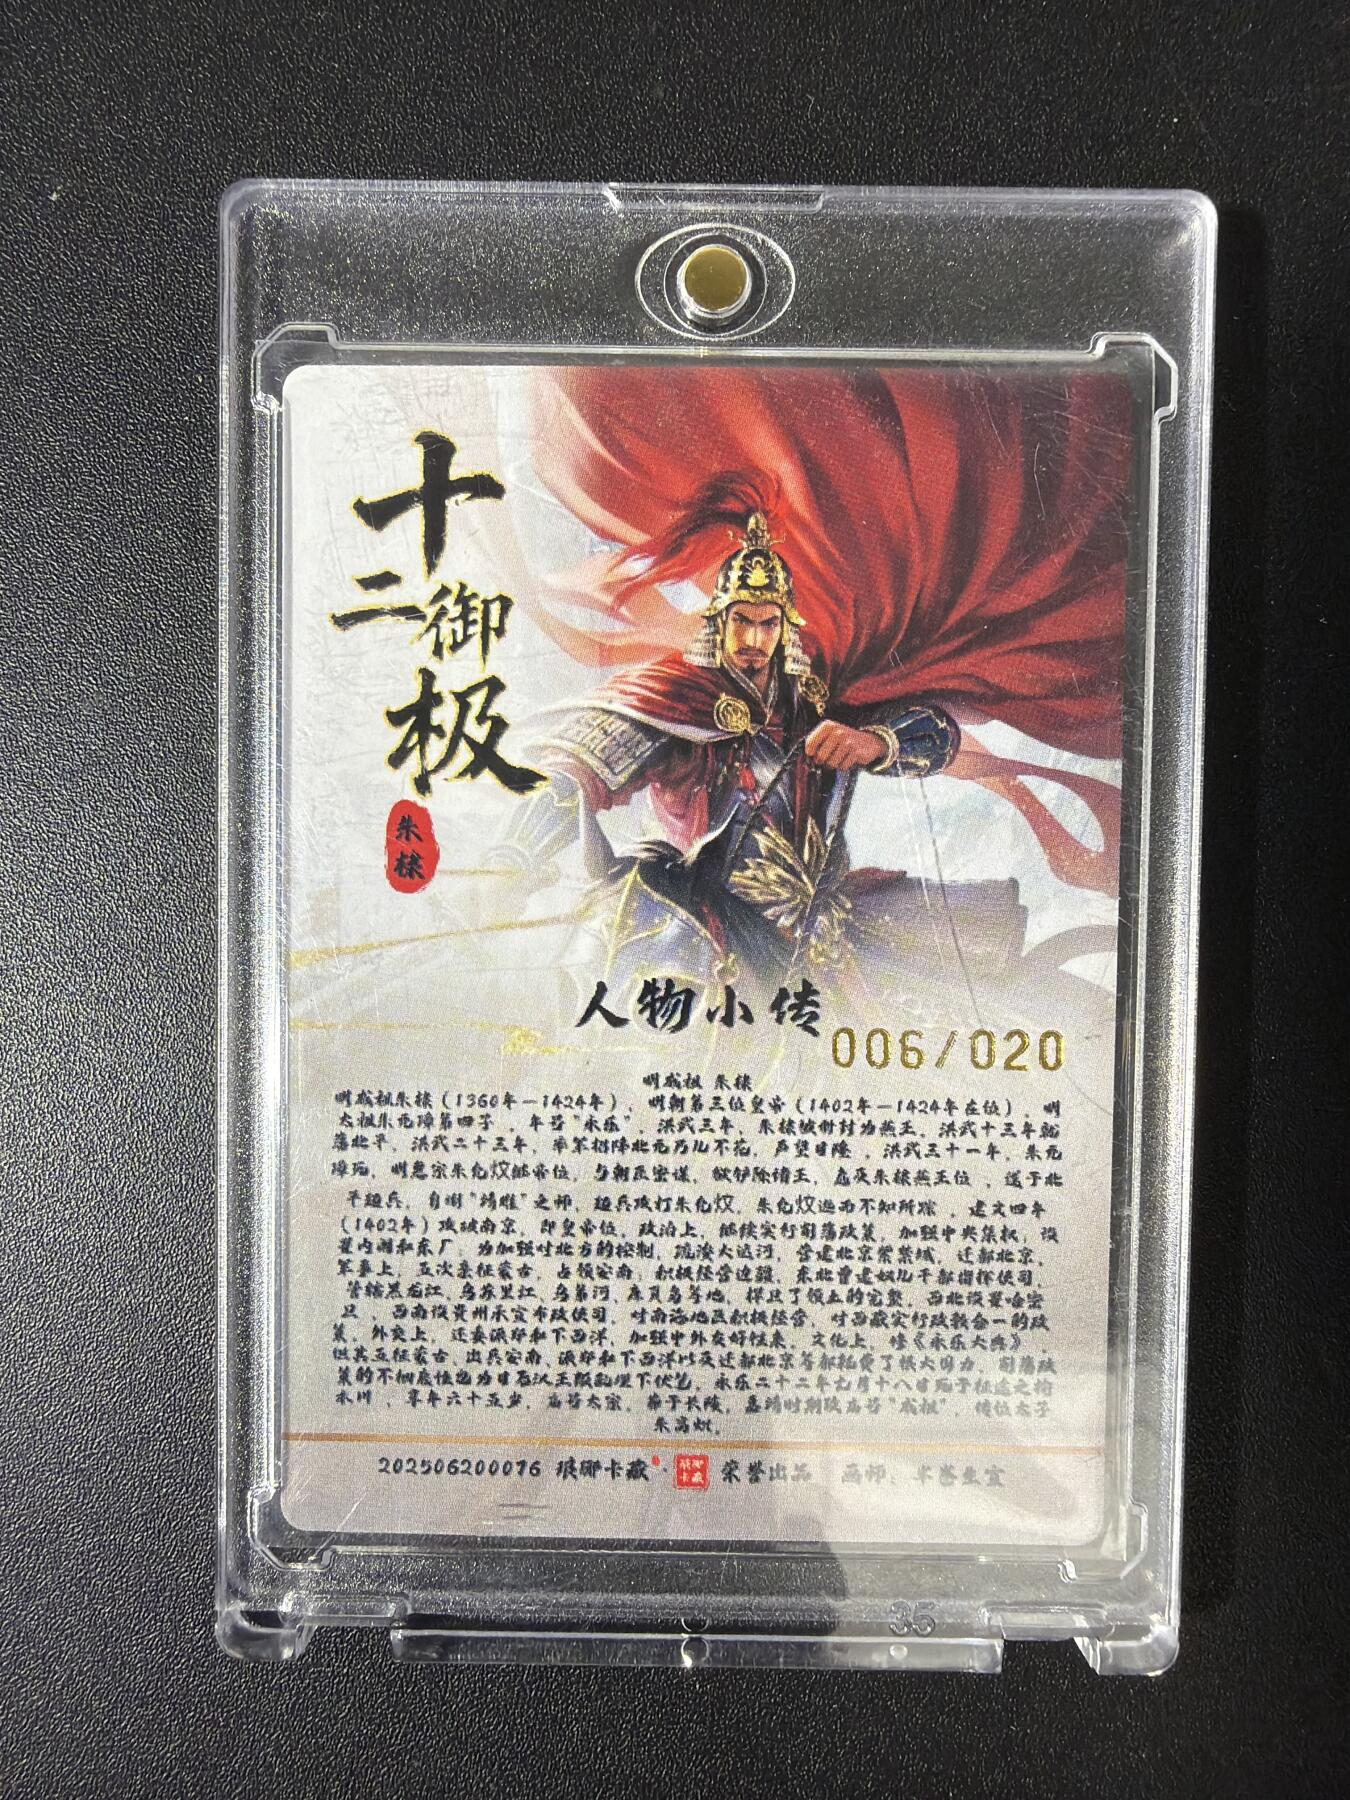 十
二御
极
朱
棣
人物小传
006/020
明成祖 朱棣
明成祖朱棣（1360年—1424年），明朝第三位皇帝（1402年—1424年在位），明
太祖朱元璋第四子，年号“永乐”，洪武三年，朱棣被册封为燕王，洪武十三年就
藩北平，洪武二十三年，率军招降北元乃儿不花，声望日隆，洪武三十一年，朱元
璋死，明惠宗朱允炆继帝位，与朝臣密谋，欲铲除诸王，危及朱棣燕王位，遂于北
平起兵，自谢“靖难”之师，起兵攻打朱允炆，朱允炆逃而不知所踪，建文四年
（1402年）攻破南京，即皇帝位，政治上，继续实行削藩政策，加强中央集权，设
置内阁和东厂，为加强对北方的控制，疏浚大运河，营建北京紫禁城，迁都北京，
军事上，五次亲征蒙古，占领安南，积极经营边疆，东北曾建奴儿干都指挥使司，
管辖黑龙江、乌苏里江、乌第河、库页岛等地，捍卫了领土的完整，西北设置哈密
卫，西南设贵州承宣布政使司，对南海地区积极经营，对西藏实行政教合一的政
策，外交上，还委派郑和下西洋，加强中外友好往来，文化上，修《永乐大典》，
但其五征蒙古、出兵安南、派郑和下西洋以及迁都北京等都耗费了很大国力，削藩政
策的不彻底性也为日后汉王叛乱埋下伏笔，永乐二十二年七月十八日死于征途之榆
木川，享年六十五岁，庙号太宗，葬于长陵，嘉靖时期改庙号“成祖”，传位太子
朱高炽。
202506200076 琅琊卡藏 · 琅琊卡藏 荣誉出品 画师：
35